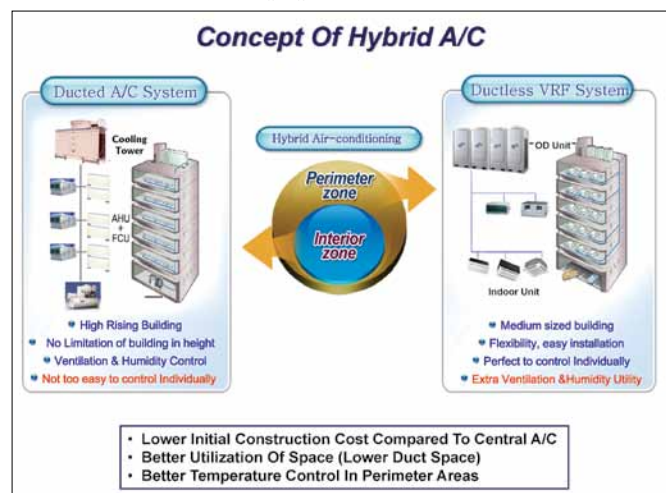 Concept Of Hybrid A/C
Ducted A/C System
Cooling
Tower
AHU
+
FCU
High Rising Building
No Limitation of building in height
Ventilation & Humidity Control
Not too easy to control Individually
Hybrid Air-conditioning
Perimeter
zone
Interior
zone
Ductless VRF System
OD Unit
Indoor Unit
Medium sized building
Flexibility, easy installation
Perfect to control Individually
Extra Ventilation &Humidity Utility
• Lower Initial Construction Cost Compared To Central A/C
• Better Utilization Of Space (Lower Duct Space)
• Better Temperature Control In Perimeter Areas